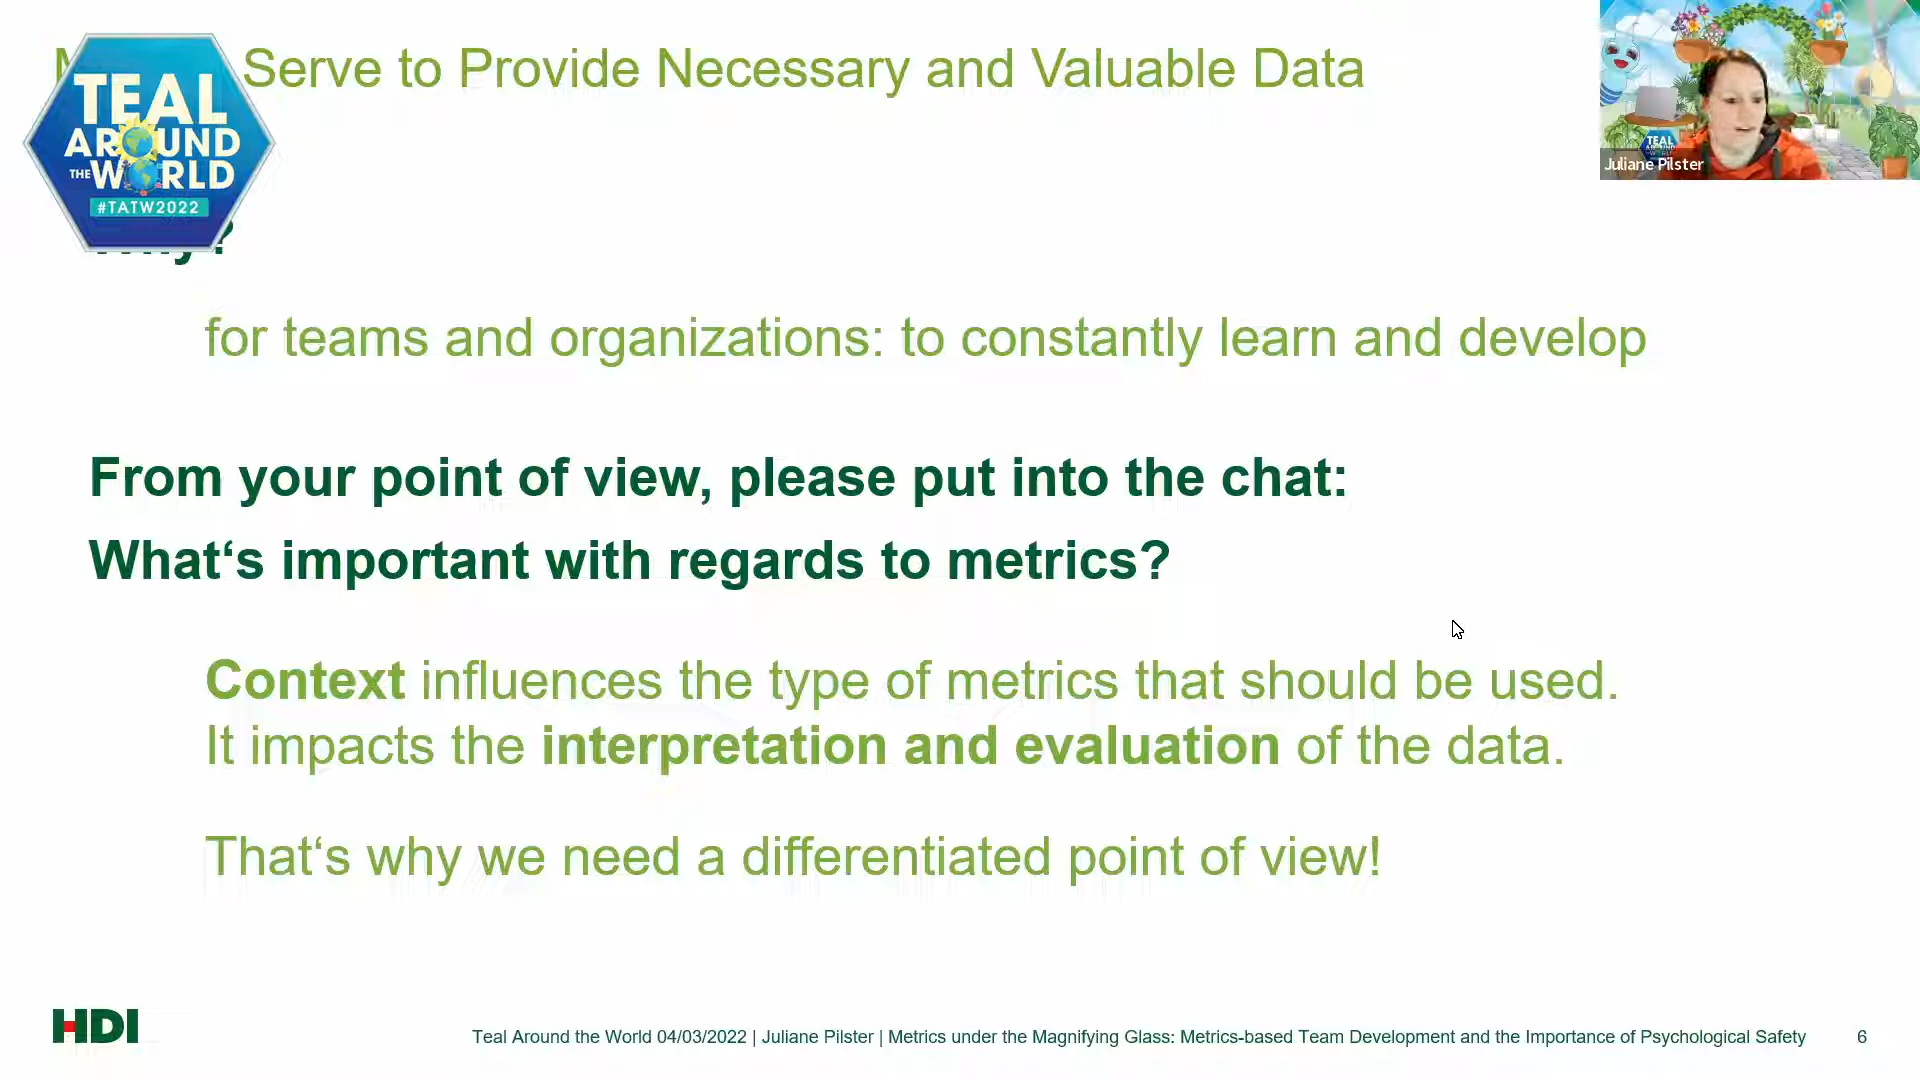 Serve to Provide Necessary and Valuable Data
TEAL
AROUND
THE WORLD
#TATW2022
Juliane Pilster
TEAL
Why?
for teams and organizations: to constantly learn and develop
From your point of view, please put into the chat:
What‘s important with regards to metrics?
Context influences the type of metrics that should be used.
It impacts the interpretation and evaluation of the data.
That‘s why we need a differentiated point of view!
HDI
Teal Around the World 04/03/2022 | Juliane Pilster | Metrics under the Magnifying Glass: Metrics-based Team Development and the Importance of Psychological Safety 6